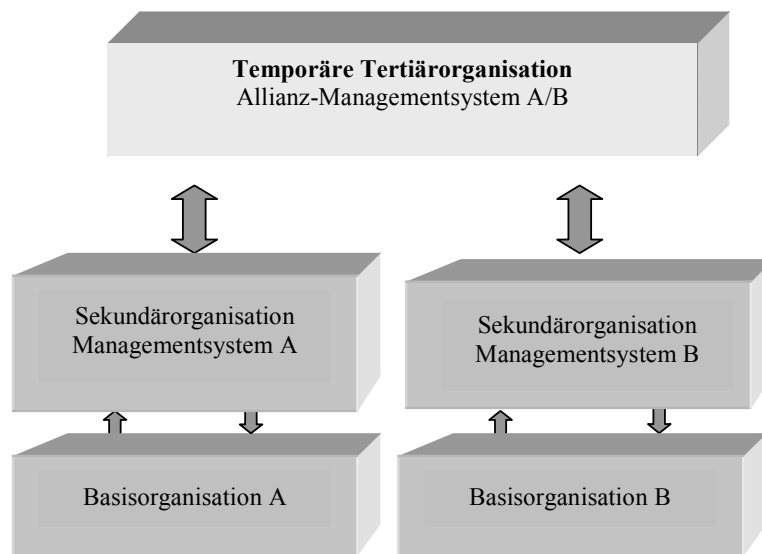 Temporäre Tertiärorganisation
Allianz-Managementsystem A/B
Sekundärorganisation
Managementsystem A
Sekundärorganisation
Managementsystem B
Basisorganisation A
Basisorganisation B